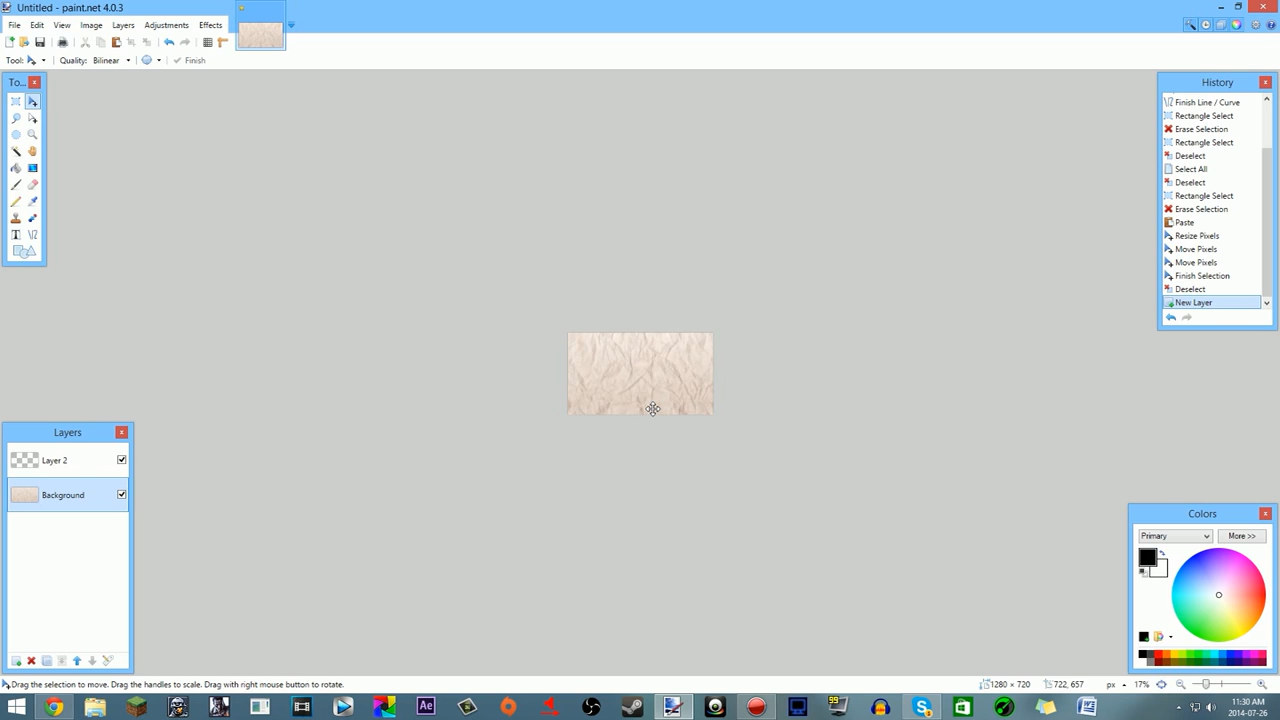 Untitled - paint.net 4.0.3
File Edit View Image Layers Adjustments Effects
Tool: Quality: Bilinear Finish
To...
History
Finish Line / Curve
Rectangle Select
Erase Selection
Rectangle Select
Deselect
Select All
Deselect
Rectangle Select
Erase Selection
Paste
Resize Pixels
Move Pixels
Move Pixels
Finish Selection
Deselect
New Layer
Layers
Layer 2
Background
Colors
Primary More >>
Drag the selection to move. Drag the handles to scale. Drag with right mouse button to rotate. 1280 × 720 722, 657 px 17%
Ae 99
11:30 AM
2014-07-26